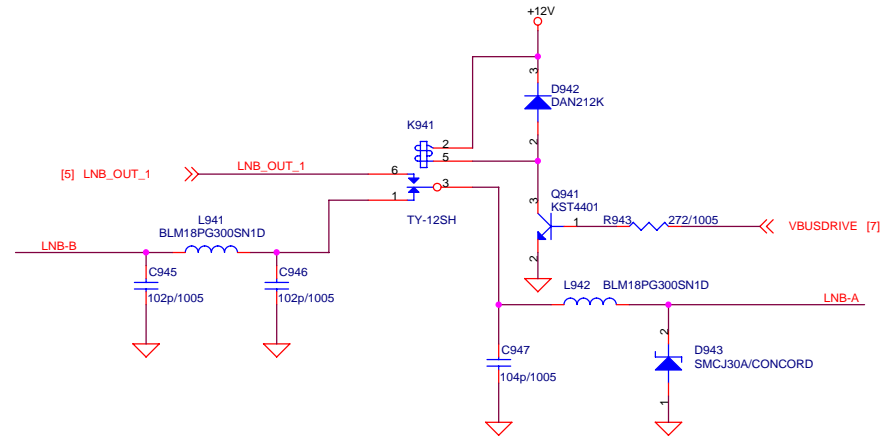 +12V
3
D942
DAN212K
2
K941
2
5
[5] LNB_OUT_1
LNB_OUT_1
6
3
1
TY-12SH
Q941
KST4401
3
1
2
R943
272/1005
VBUSDRIVE [7]
L941
BLM18PG300SN1D
LNB-B
C945
102p/1005
C946
102p/1005
L942
BLM18PG300SN1D
LNB-A
C947
104p/1005
2
D943
SMCJ30A/CONCORD
1